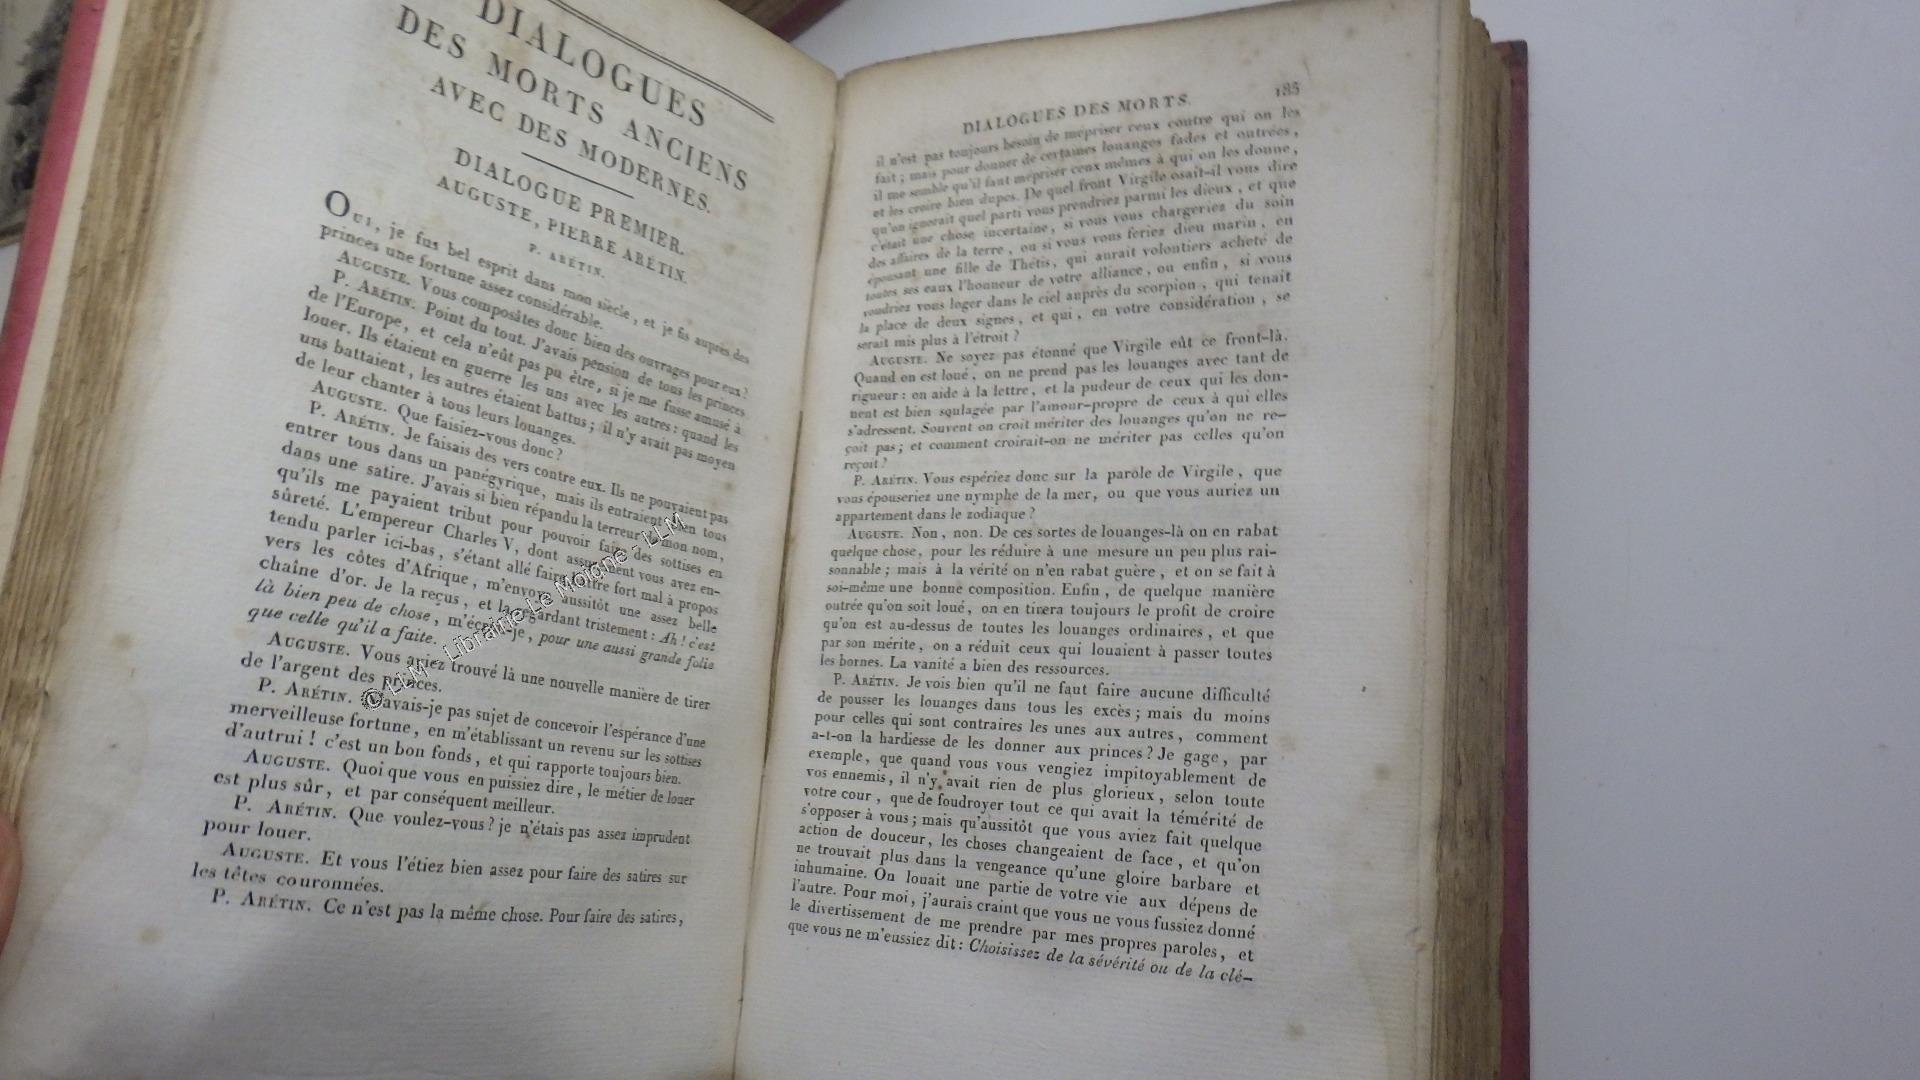 DIALOGUES
DES MORTS ANCIENS
AVEC DES MODERNES.
DIALOGUE PREMIER.
AUGUSTE, PIERRE ARÉTIN.
P. ARÉTIN.
OUI, je fus bel esprit dans mon siècle, et je fis auprès des
princes une fortune assez considérable.
AUGUSTE. Vous composâtes donc bien des ouvrages pour eux?
P. ARÉTIN. Point du tout. J'avais pension de tous les princes
de l'Europe, et cela n'eût pas pu être, si je me fusse amusé à
louer. Ils étaient en guerre les uns avec les autres: quand les
uns battaient, les autres étaient battus; il n'y avait pas moyen
de leur chanter à tous leurs louanges.
AUGUSTE. Que faisiez-vous donc?
P. ARÉTIN. Je faisais des vers contre eux. Ils ne pouvaient pas
entrer tous dans un panégyrique, mais ils entraient bien tous
dans une satire. J'avais si bien répandu la terreur de mon nom,
qu'ils me payaient tribut pour pouvoir faire des sottises en
sûreté. L'empereur Charles V, dont assurément vous avez en-
tendu parler ici-bas, s'étant allé faire battre fort mal à propos
vers les côtes d'Afrique, m'envoya aussitôt une assez belle
chaîne d'or. Je la reçus, et la regardant tristement: Ah! c'est
là bien peu de chose, m'écriai-je, pour une aussi grande folie
que celle qu'il a faite.
AUGUSTE. Vous aviez trouvé là une nouvelle manière de tirer
de l'argent des princes.
P. ARÉTIN. N'avais-je pas sujet de concevoir l'espérance d'une
merveilleuse fortune, en m'établissant un revenu sur les sottises
d'autrui! c'est un bon fonds, et qui rapporte toujours bien.
AUGUSTE. Quoi que vous en puissiez dire, le métier de louer
est plus sûr, et par conséquent meilleur.
P. ARÉTIN. Que voulez-vous? je n'étais pas assez imprudent
pour louer.
AUGUSTE. Et vous l'étiez bien assez pour faire des satires sur
les têtes couronnées.
P. ARÉTIN. Ce n'est pas la même chose. Pour faire des satires,
© LLM - Librairie Le Moigne - LLM
DIALOGUES DES MORTS. 185
il n'est pas toujours besoin de mépriser ceux contre qui on les
fait; mais pour donner de certaines louanges fades et outrées,
il me semble qu'il faut mépriser ceux mêmes à qui on les donne,
et les croire bien dupes. De quel front Virgile osait-il vous dire
qu'on ignorait quel parti vous prendriez parmi les dieux, et que
c'était une chose incertaine, si vous vous chargeriez du soin
des affaires de la terre, ou si vous vous feriez dieu marin, en
épousant une fille de Thétis, qui aurait volontiers acheté de
toutes ses eaux l'honneur de votre alliance, ou enfin, si vous
voudriez vous loger dans le ciel auprès du scorpion, qui tenait
la place de deux signes, et qui, en votre considération, se
serait mis plus à l'étroit?
AUGUSTE. Ne soyez pas étonné que Virgile eût ce front-là.
Quand on est loué, on ne prend pas les louanges avec tant de
rigueur: on aide à la lettre, et la pudeur de ceux qui les don-
nent est bien soulagée par l'amour-propre de ceux à qui elles
s'adressent. Souvent on croit mériter des louanges qu'on ne re-
çoit pas; et comment croirait-on ne mériter pas celles qu'on
reçoit?
P. ARÉTIN. Vous espériez donc sur la parole de Virgile, que
vous épouseriez une nymphe de la mer, ou que vous auriez un
appartement dans le zodiaque?
AUGUSTE. Non, non. De ces sortes de louanges-là on en rabat
quelque chose, pour les réduire à une mesure un peu plus rai-
sonnable; mais à la vérité on n'en rabat guère, et on se fait à
soi-même une bonne composition. Enfin, de quelque manière
outrée qu'on soit loué, on en tirera toujours le profit de croire
qu'on est au-dessus de toutes les louanges ordinaires, et que
par son mérite, on a réduit ceux qui louaient à passer toutes
les bornes. La vanité a bien des ressources.
P. ARÉTIN. Je vois bien qu'il ne faut faire aucune difficulté
de pousser les louanges dans tous les excès; mais du moins
pour celles qui sont contraires les unes aux autres, comment
a-t-on la hardiesse de les donner aux princes? Je gage, par
exemple, que quand vous vous vengiez impitoyablement de
vos ennemis, il n'y avait rien de plus glorieux, selon toute
votre cour, que de foudroyer tout ce qui avait la témérité de
s'opposer à vous; mais qu'aussitôt que vous aviez fait quelque
action de douceur, les choses changeaient de face, et qu'on
ne trouvait plus dans la vengeance qu'une gloire barbare et
inhumaine. On louait une partie de votre vie aux dépens de
l'autre. Pour moi, j'aurais craint que vous ne vous fussiez donné
le divertissement de me prendre par mes propres paroles, et
que vous ne m'eussiez dit: Choisissez de la sévérité ou de la clé-